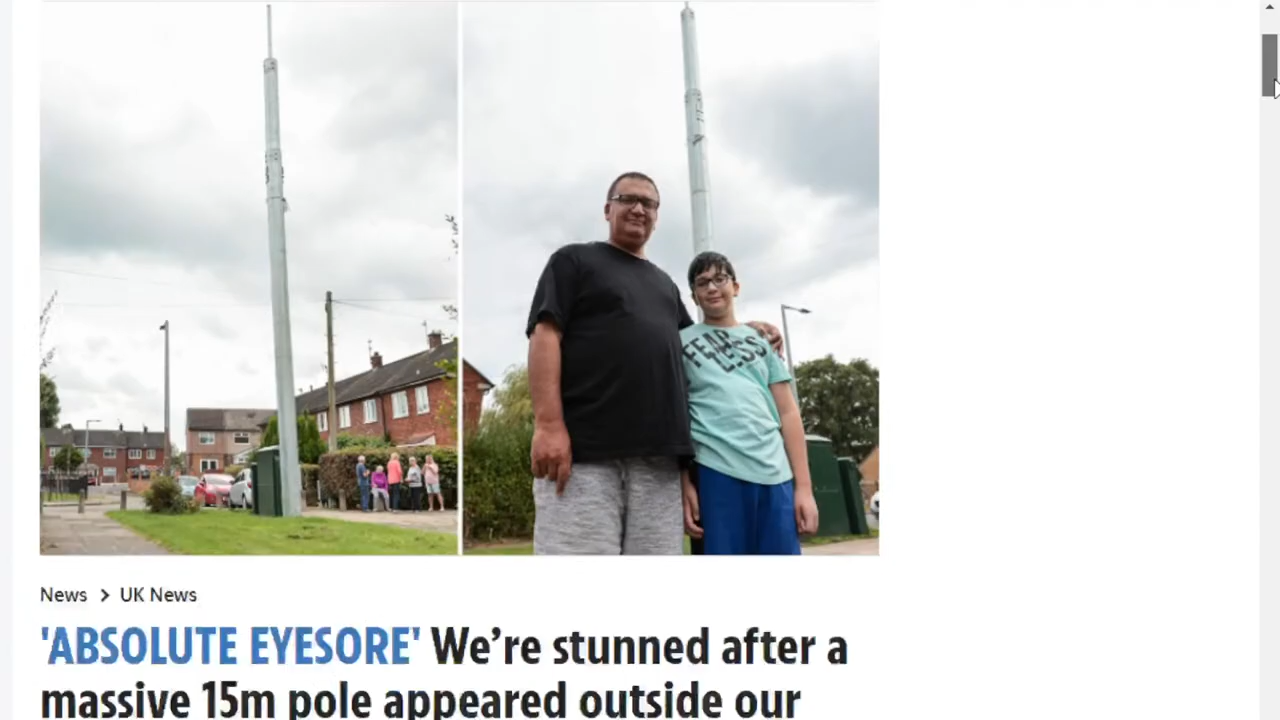 FEAR
LESS
News > UK News
'ABSOLUTE EYESORE' We’re stunned after a
massive 15m pole appeared outside our